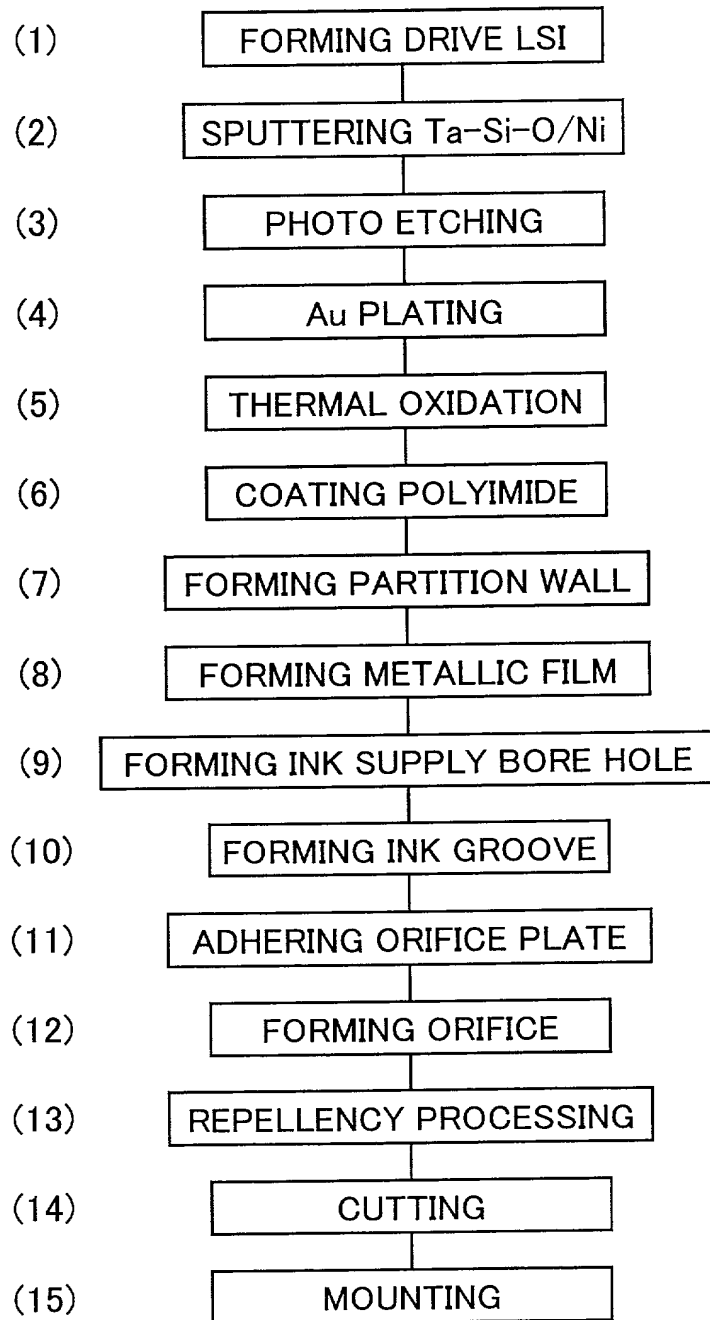 (1) FORMING DRIVE LSI
(2) SPUTTERING Ta-Si-O/Ni
(3) PHOTO ETCHING
(4) Au PLATING
(5) THERMAL OXIDATION
(6) COATING POLYIMIDE
(7) FORMING PARTITION WALL
(8) FORMING METALLIC FILM
(9) FORMING INK SUPPLY BORE HOLE
(10) FORMING INK GROOVE
(11) ADHERING ORIFICE PLATE
(12) FORMING ORIFICE
(13) REPELLENCY PROCESSING
(14) CUTTING
(15) MOUNTING